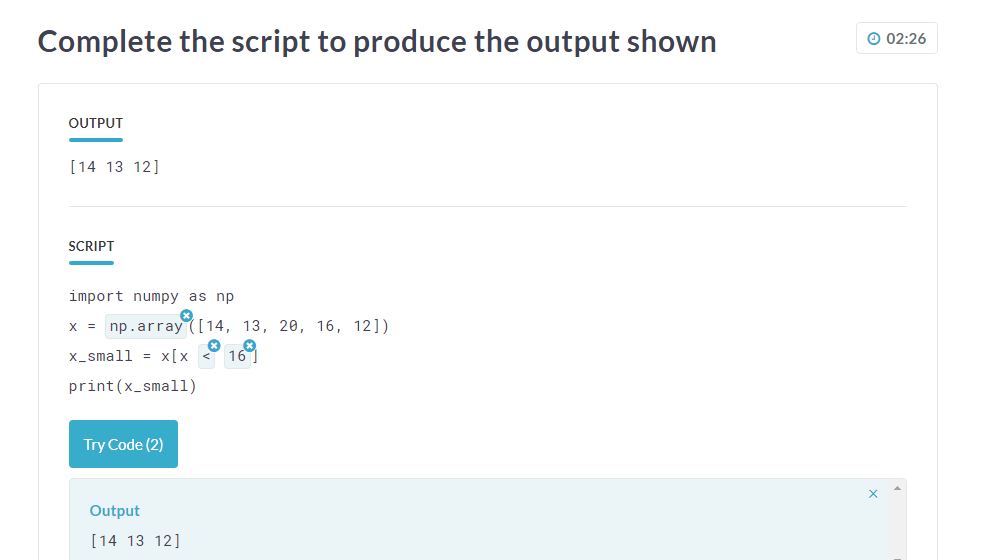 Complete the script to produce the output shown
02:26
OUTPUT
[14 13 12]
SCRIPT
import numpy as np
x = np.array([14, 13, 20, 16, 12])
x_small = x[x < 16]
print(x_small)
Try Code (2)
Output
[14 13 12]